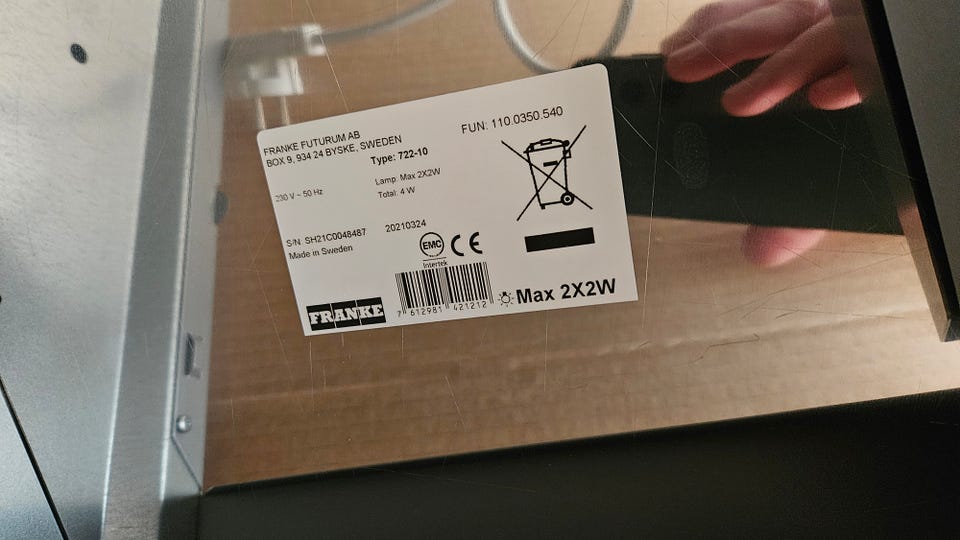 FRANKE FUTURUM AB
BOX 9, 934 24 BYSKE, SWEDEN
FUN: 110.0350.540
Type: 722-10
Lamp: Max 2X2W
230 V ~ 50 Hz
Total: 4 W
S/N: SH21C0048487
20210324
Made in Sweden
EMC
CE
Intertek
FRANKE
7 612981 421212
Max 2X2W